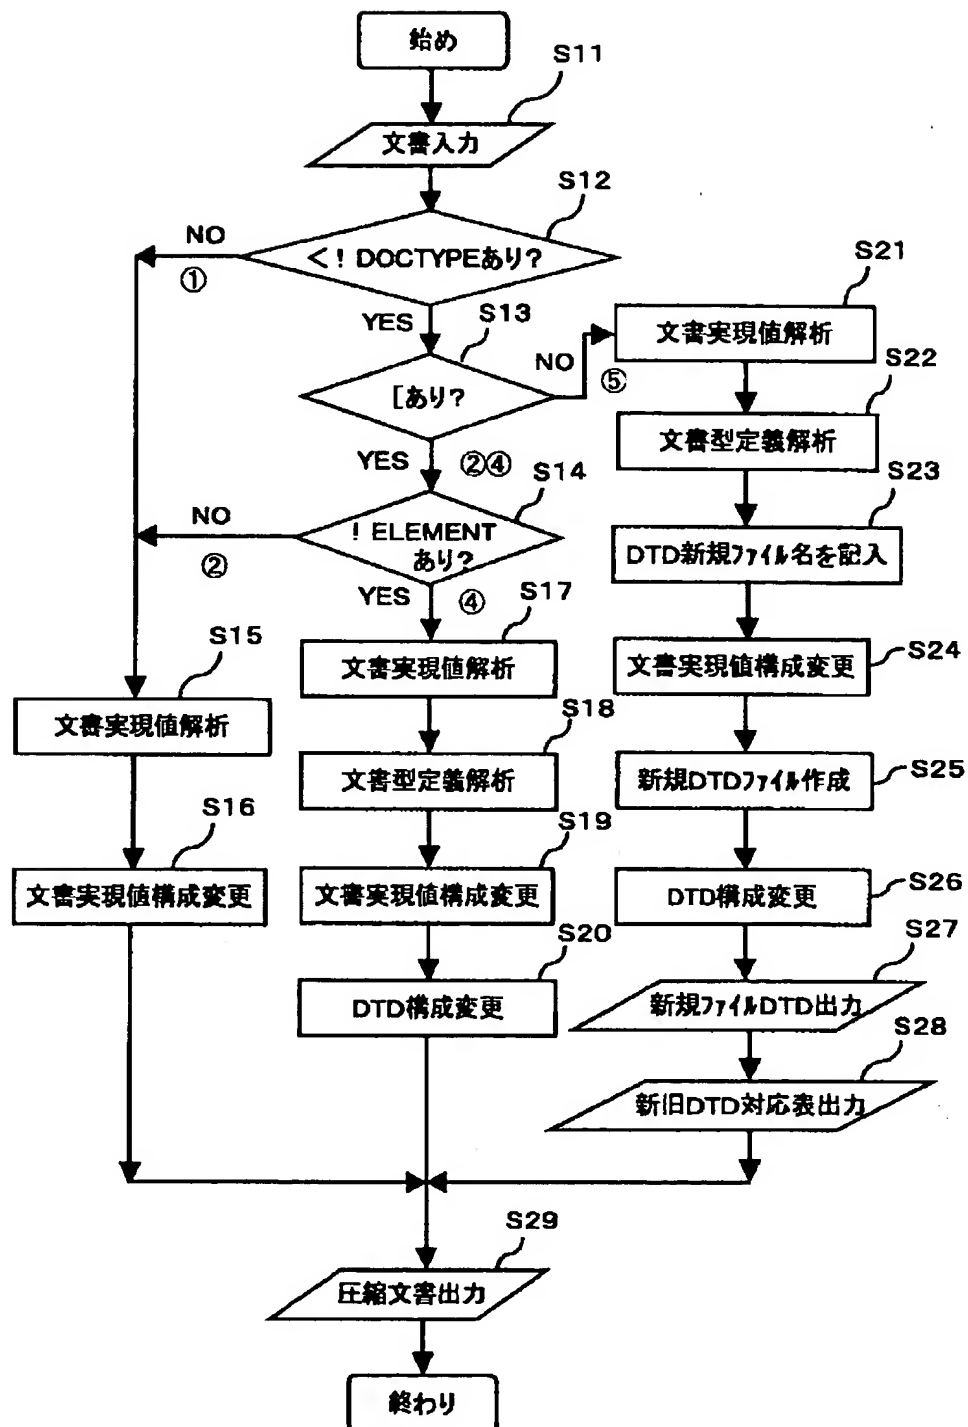 始め
S11
文書入力
S12
NO
<! DOCTYPEあり?
①
S21
文書実現値解析
YES
S13
NO
⑤
[あり?
S22
文書型定義解析
YES
②④
S14
S23
NO
! ELEMENT
あり?
②
DTD新規ファイル名を記入
YES
④
S17
S15
文書実現値解析
文書実現値構成変更
S24
文書実現値解析
S18
文書型定義解析
新規DTDファイル作成
S25
S16
S19
文書実現値構成変更
文書実現値構成変更
DTD構成変更
S26
S20
S27
DTD構成変更
新規ファイルDTD出力
S28
新旧DTD対応表出力
S29
圧縮文書出力
終わり